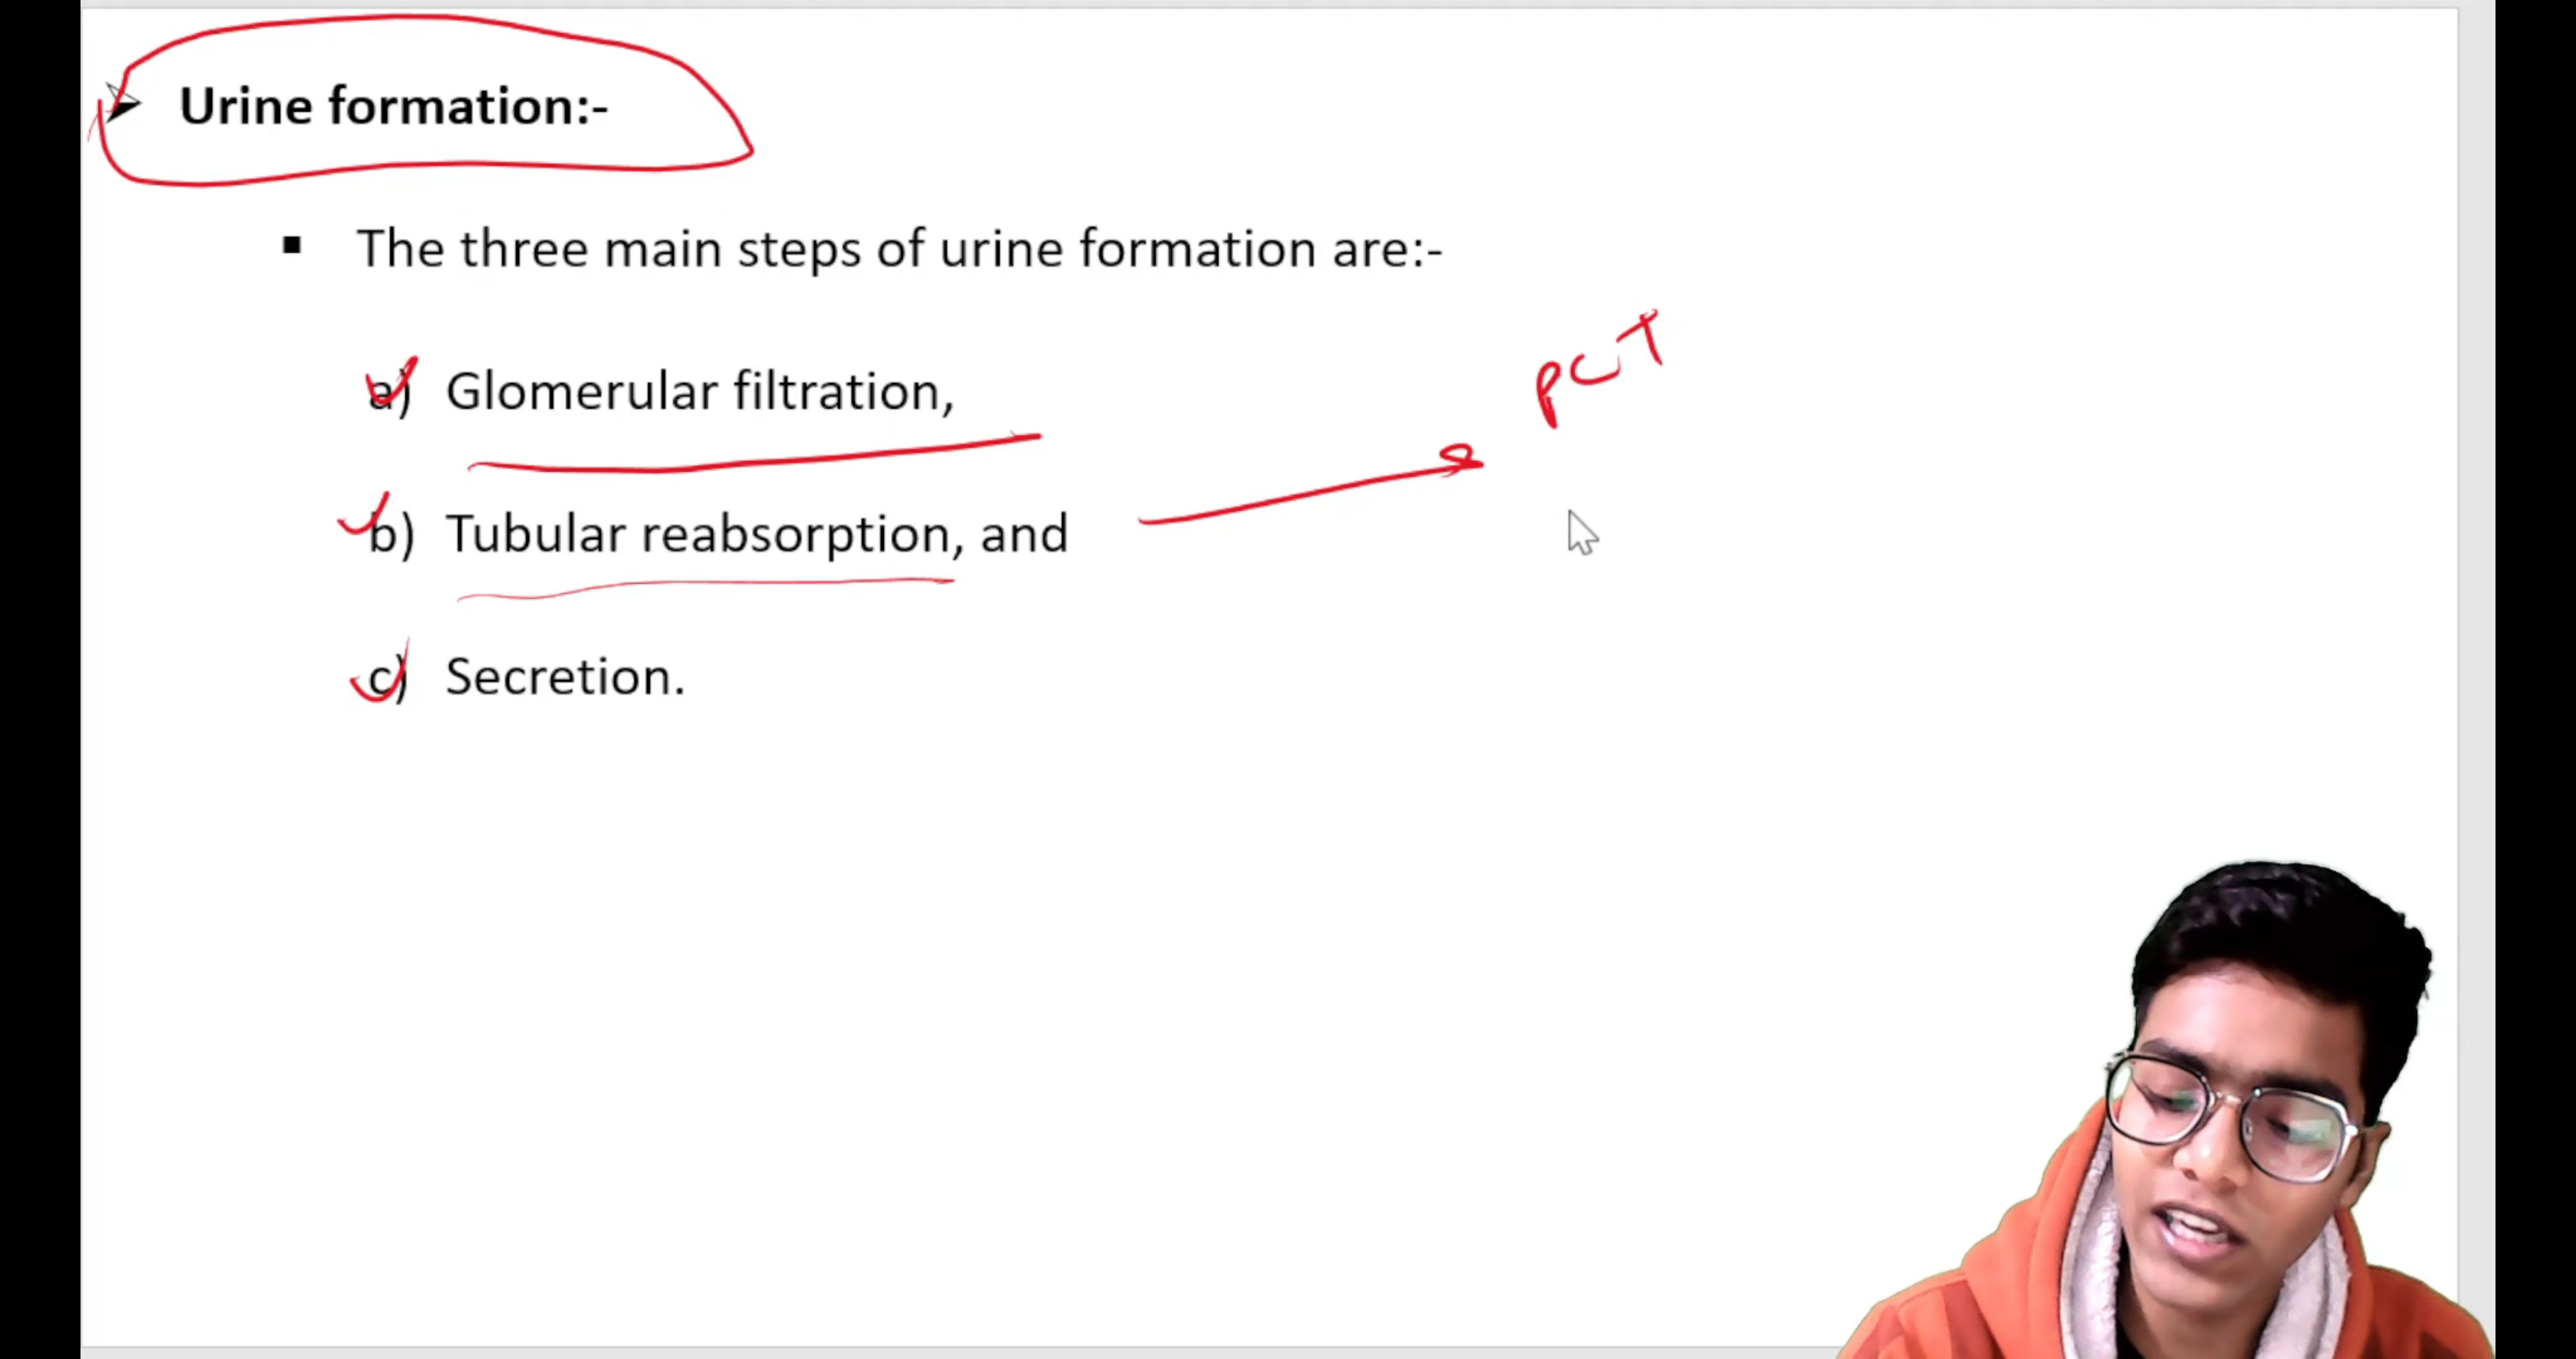 Urine formation:-
The three main steps of urine formation are:-
PCT
a) Glomerular filtration,
b) Tubular reabsorption, and
c) Secretion.